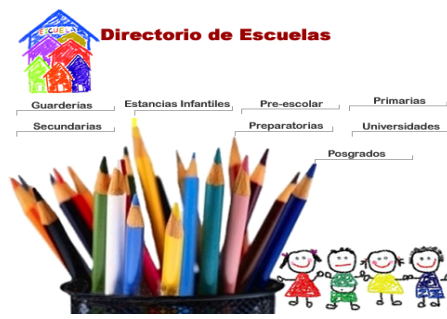 ESCUELA
Directorio de Escuelas
Guarderías
Estancias Infantiles
Pre-escolar
Primarias
Secundarias
Preparatorias
Universidades
Posgrados